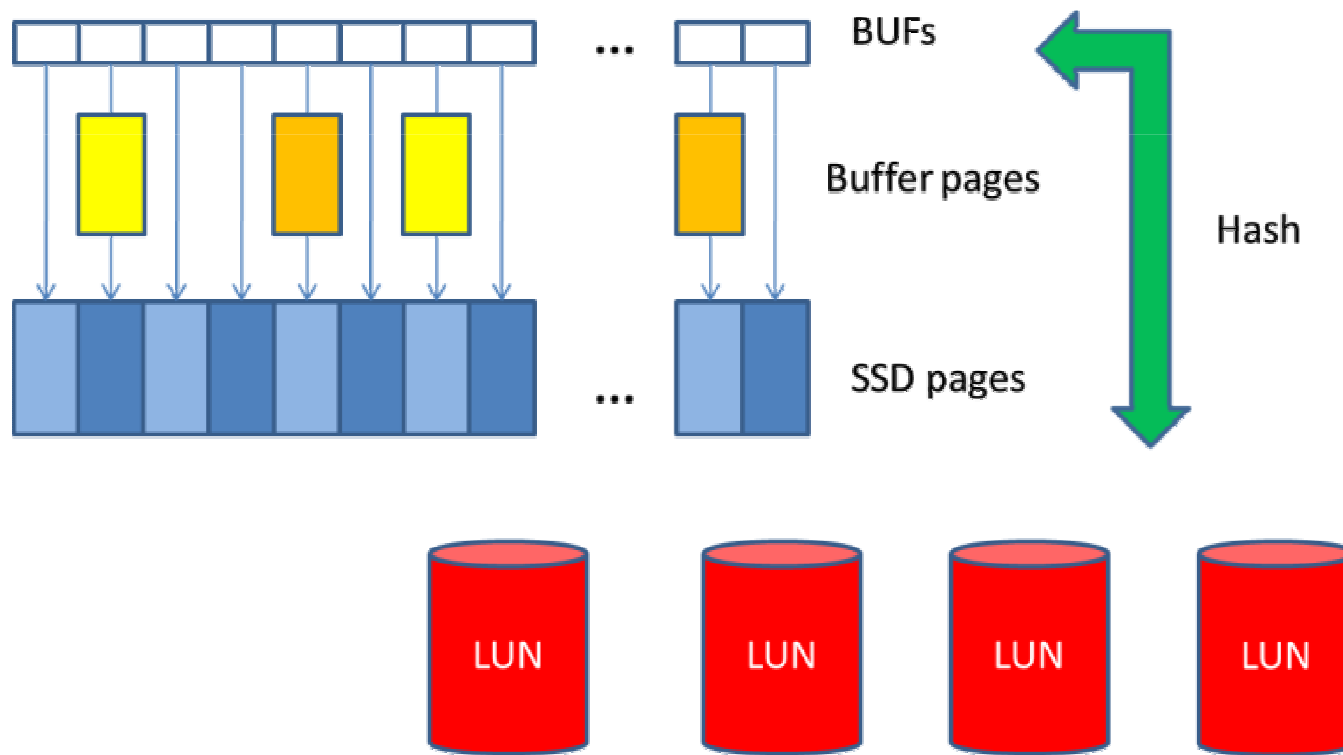 ... BUFs
Buffer pages
Hash
... SSD pages
LUN LUN LUN LUN